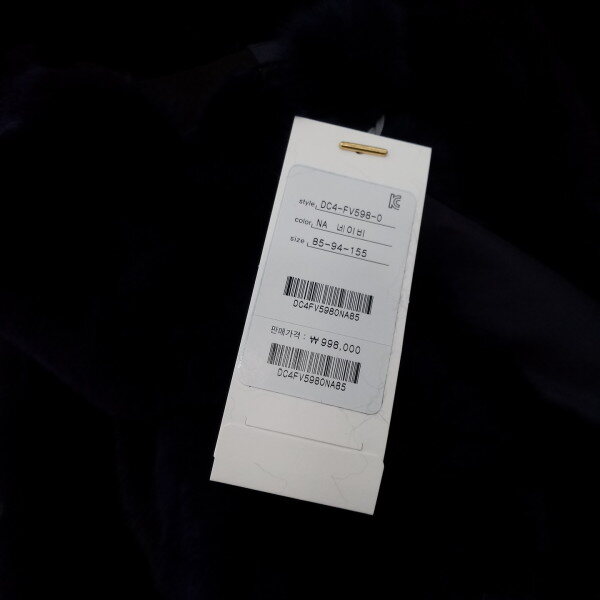 style DC4-FV598-0
color NA 네이비
size 85-94-155
DC4FV5980NA85
판매가격 : ₩998,000
DC4FV5980NA85